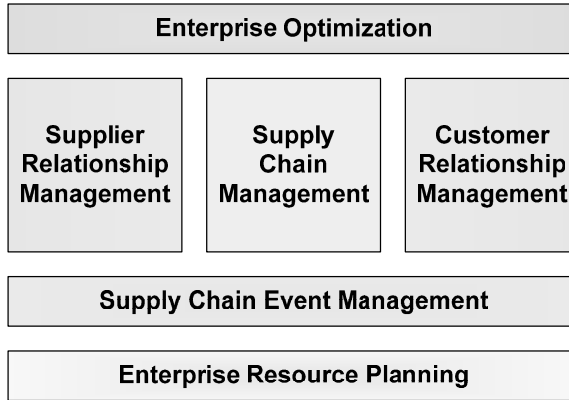 Enterprise Optimization
Supplier
Relationship
Management
Supply
Chain
Management
Customer
Relationship
Management
Supply Chain Event Management
Enterprise Resource Planning